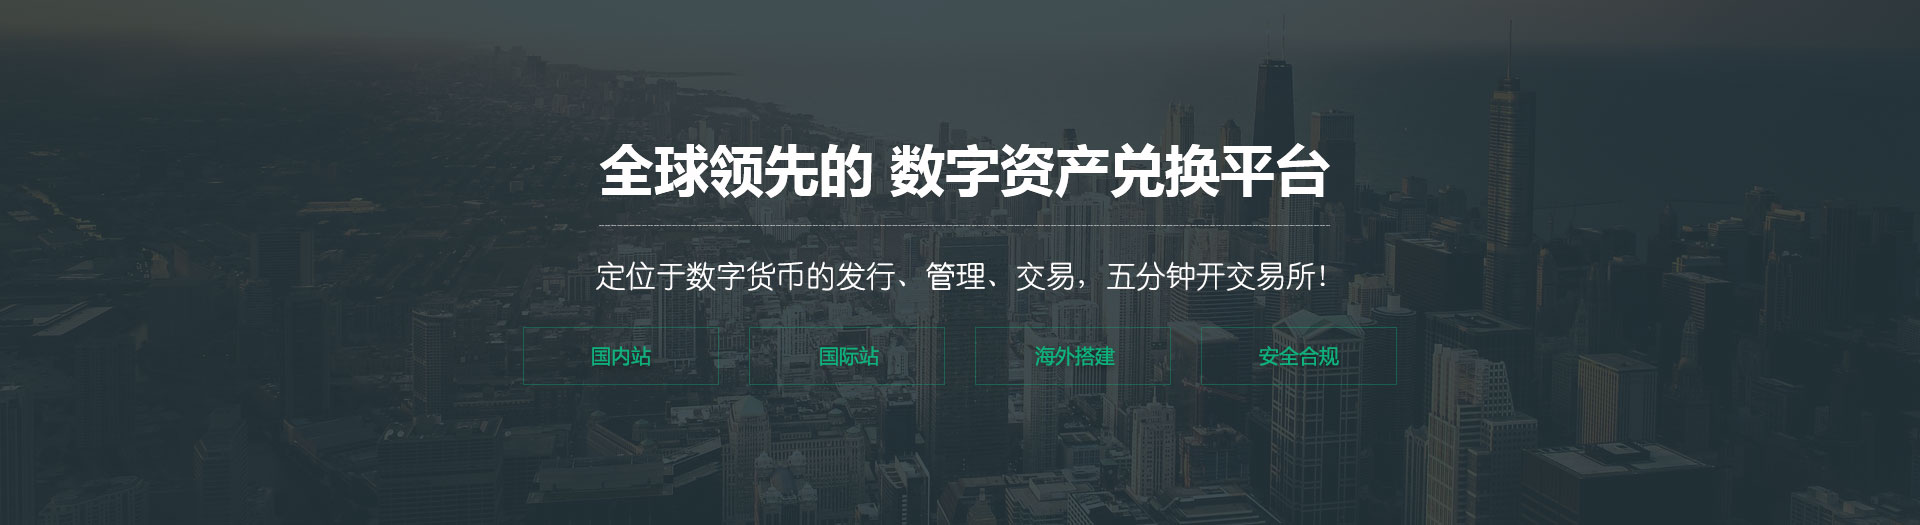 全球领先的 数字资产兑换平台
定位于数字货币的发行、管理、交易，五分钟开交易所！
国内站
国际站
海外搭建
安全合规